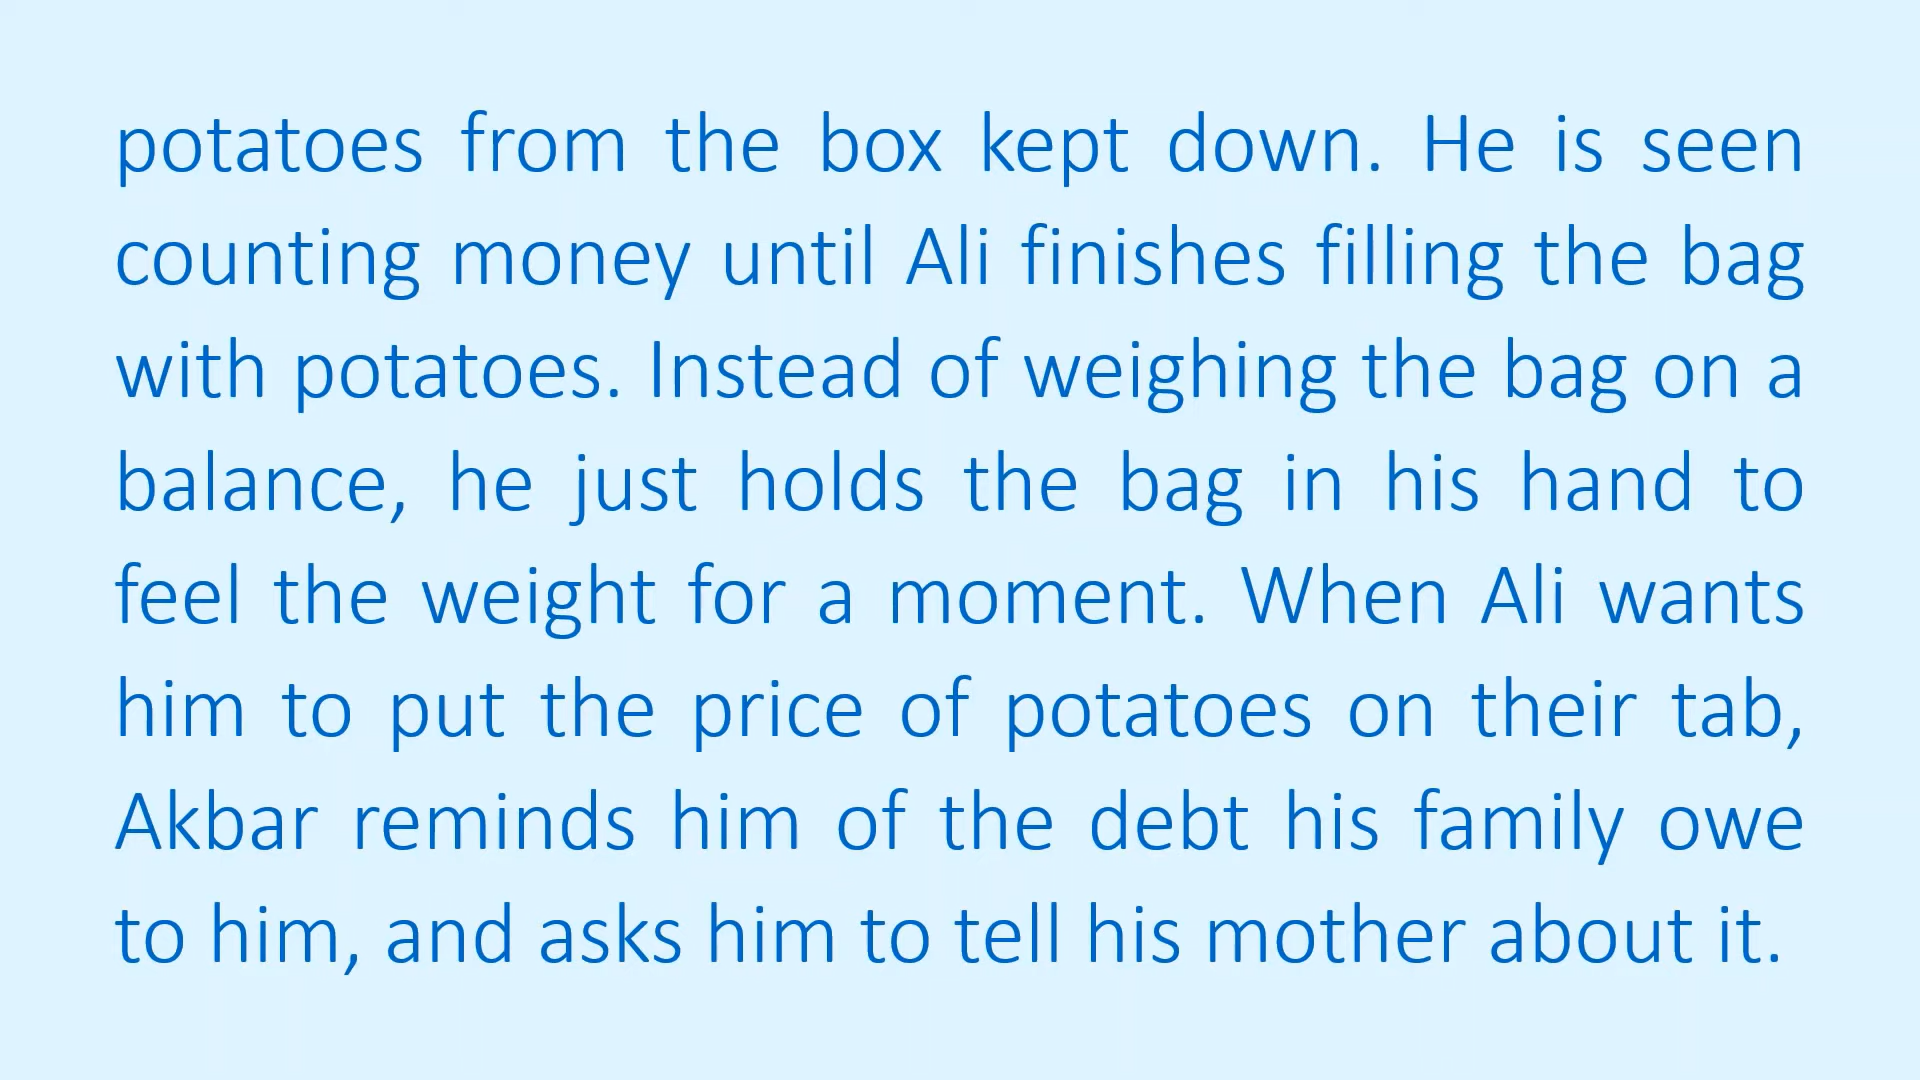 potatoes from the box kept down. He is seen
counting money until Ali finishes filling the bag
with potatoes. Instead of weighing the bag on a
balance, he just holds the bag in his hand to
feel the weight for a moment. When Ali wants
him to put the price of potatoes on their tab,
Akbar reminds him of the debt his family owe
to him, and asks him to tell his mother about it.